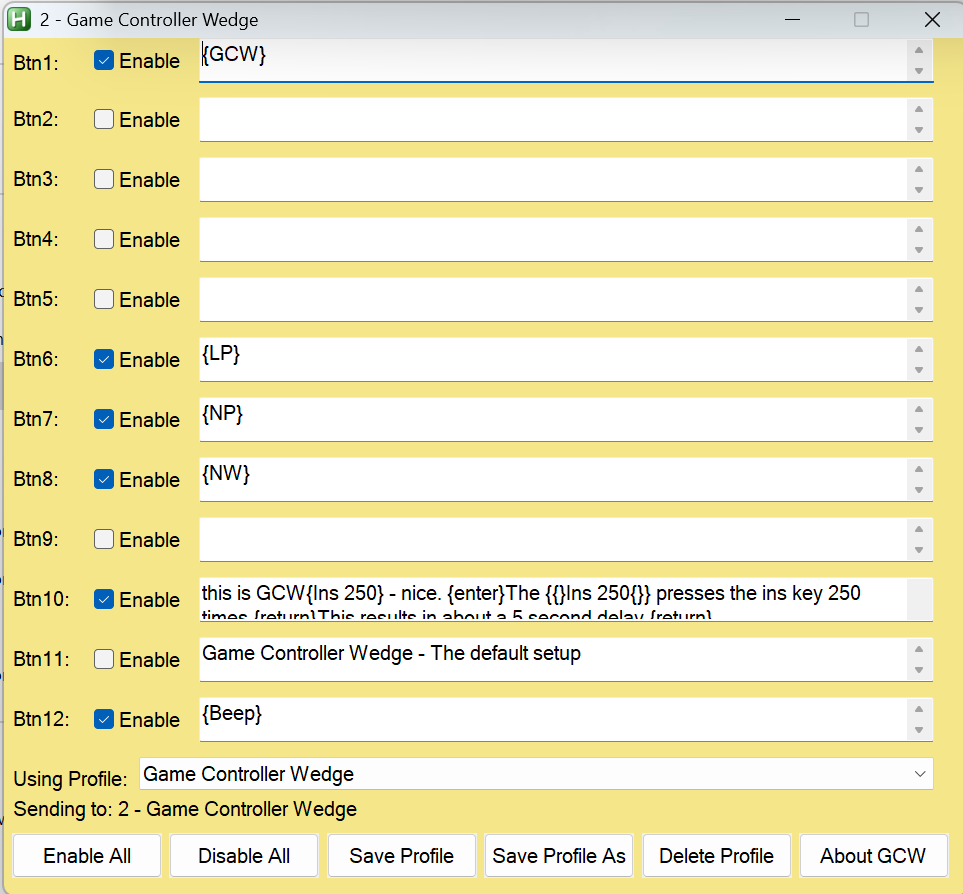 2 - Game Controller Wedge
Btn1: Enable {GCW}
Btn2: Enable
Btn3: Enable
Btn4: Enable
Btn5: Enable
Btn6: Enable {LP}
Btn7: Enable {NP}
Btn8: Enable {NW}
Btn9: Enable
Btn10: Enable this is GCW{Ins 250} - nice. {enter}The {{}Ins 250{}} presses the ins key 250
times.{return}This results in about a 5 second delay.{return}
Btn11: Enable Game Controller Wedge - The default setup
Btn12: Enable {Beep}
Using Profile: Game Controller Wedge
Sending to: 2 - Game Controller Wedge
Enable All Disable All Save Profile Save Profile As Delete Profile About GCW